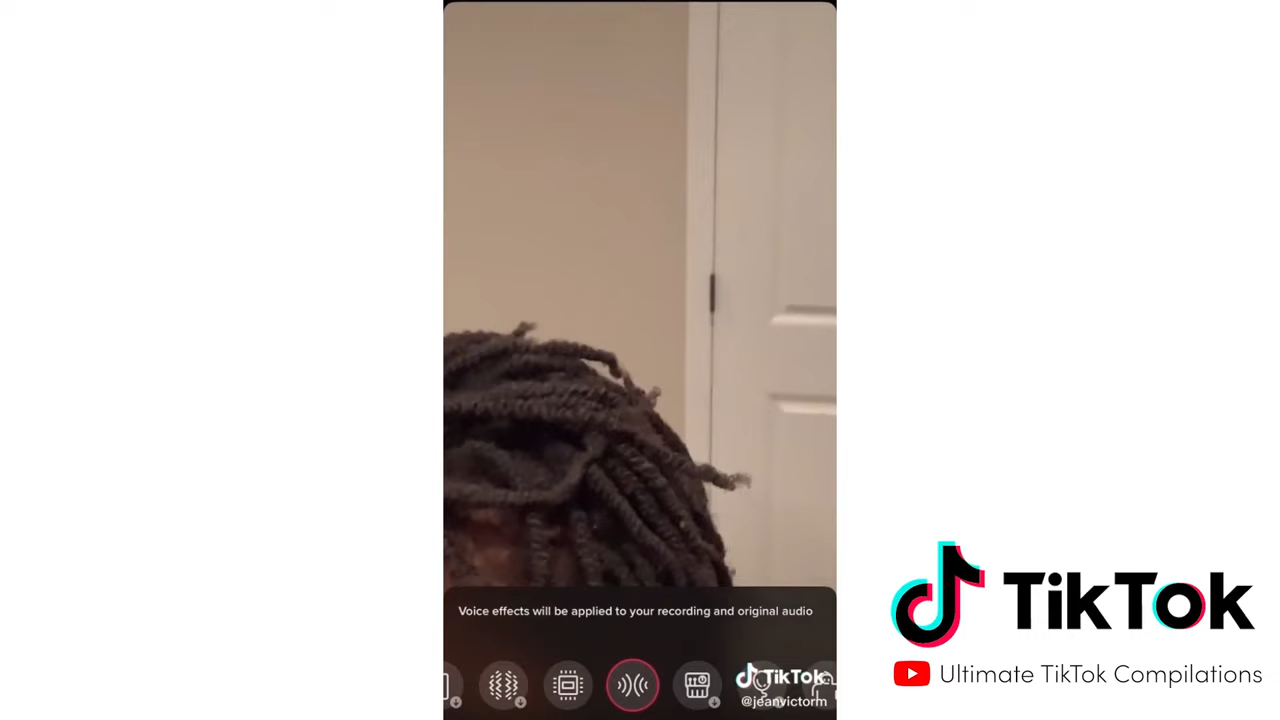 Voice effects will be applied to your recording and original audio
TikTok
@jeanvictorm
TikTok
Ultimate TikTok Compilations